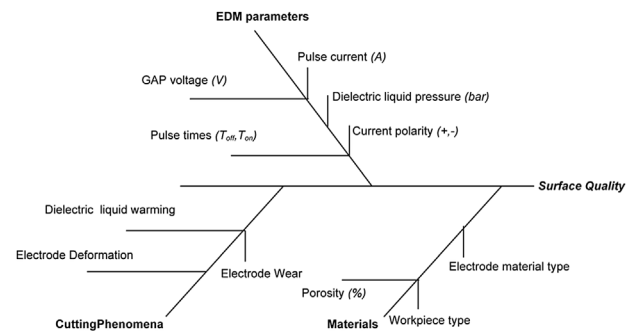 EDM parameters
Pulse current (A)
GAP voltage (V)
Dielectric liquid pressure (bar)
Pulse times (Toff,Ton)
Current polarity (+,-)
Surface Quality
Dielectric liquid warming
Electrode Deformation
Electrode Wear
Electrode material type
Porosity (%)
CuttingPhenomena
Materials
Workpiece type